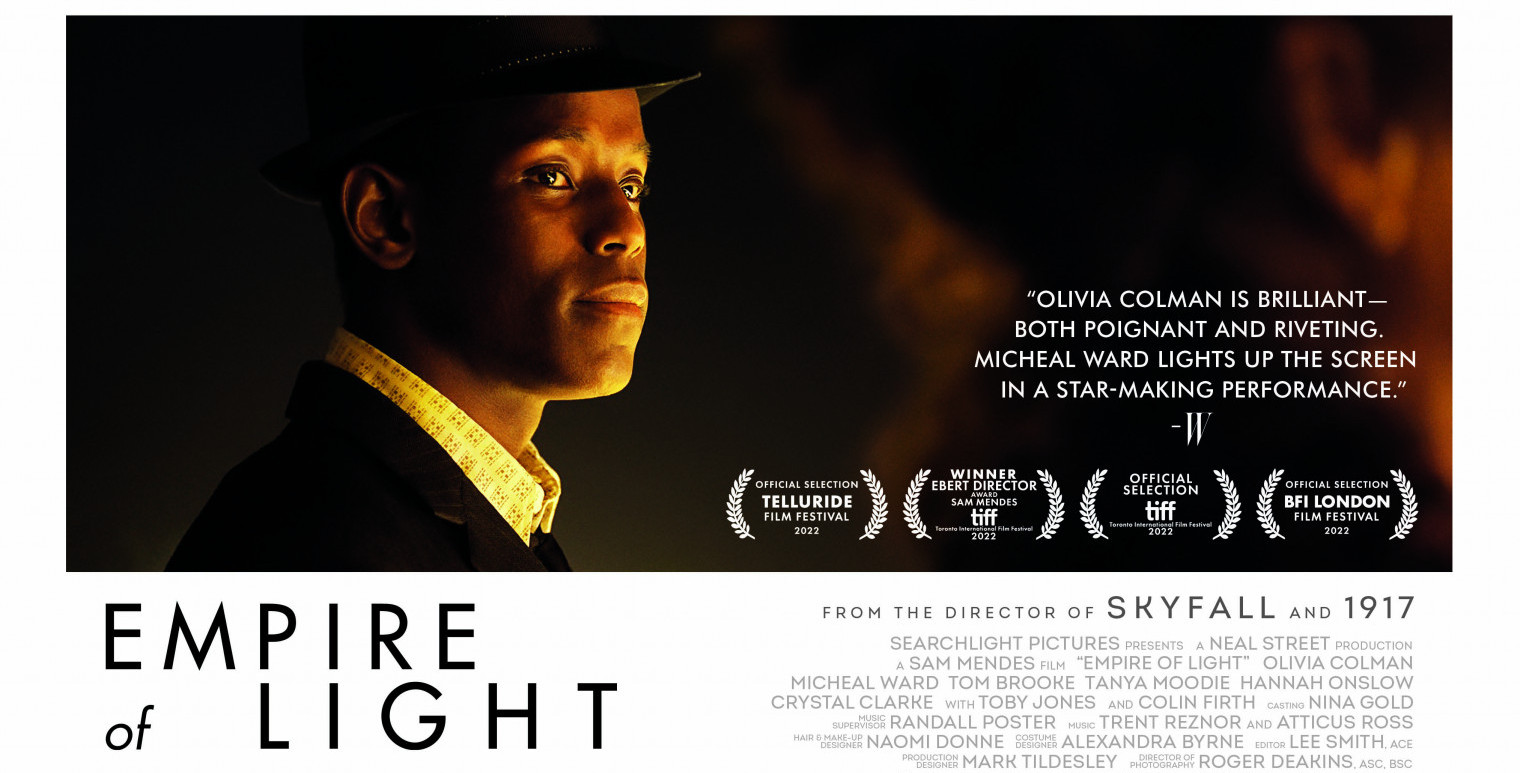 “OLIVIA COLMAN IS BRILLIANT—
BOTH POIGNANT AND RIVETING.
MICHEAL WARD LIGHTS UP THE SCREEN
IN A STAR-MAKING PERFORMANCE.”
-W
OFFICIAL SELECTION
TELLURIDE
FILM FESTIVAL
2022
WINNER
EBERT DIRECTOR
AWARD
SAM MENDES
tiff
Toronto International Film Festival
2022
OFFICIAL
SELECTION
tiff
Toronto International Film Festival
2022
OFFICIAL SELECTION
BFI LONDON
FILM FESTIVAL
2022
EMPIRE
of LIGHT
FROM THE DIRECTOR OF SKYFALL AND 1917
SEARCHLIGHT PICTURES PRESENTS A NEAL STREET PRODUCTION
A SAM MENDES FILM “EMPIRE OF LIGHT” OLIVIA COLMAN
MICHEAL WARD TOM BROOKE TANYA MOODIE HANNAH ONSLOW
CRYSTAL CLARKE WITH TOBY JONES AND COLIN FIRTH CASTING NINA GOLD
MUSIC SUPERVISOR RANDALL POSTER MUSIC TRENT REZNOR AND ATTICUS ROSS
HAIR & MAKE-UP DESIGNER NAOMI DONNE COSTUME DESIGNER ALEXANDRA BYRNE EDITOR LEE SMITH, ACE
PRODUCTION DESIGNER MARK TILDESLEY DIRECTOR OF PHOTOGRAPHY ROGER DEAKINS, ASC, BSC